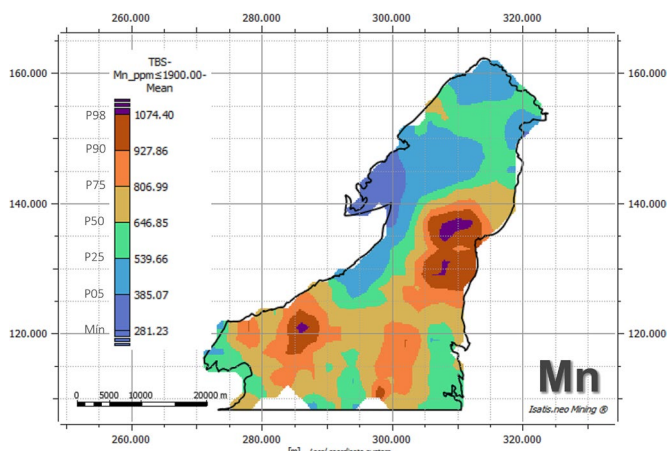 260.000 280.000 300.000 320.000
TBS-
Mn_ppm≤1900.00-
Mean
160.000 160.000
P98 1074.40
P90 927.86
P75 806.99
P50 646.85
P25 539.66
P05 385.07
Min 281.23
140.000 140.000
120.000 120.000
0 5000 10000 20000 m
Mn
Isatis.neo Mining ®
260.000 280.000 300.000 320.000
[m] Local coordinate system